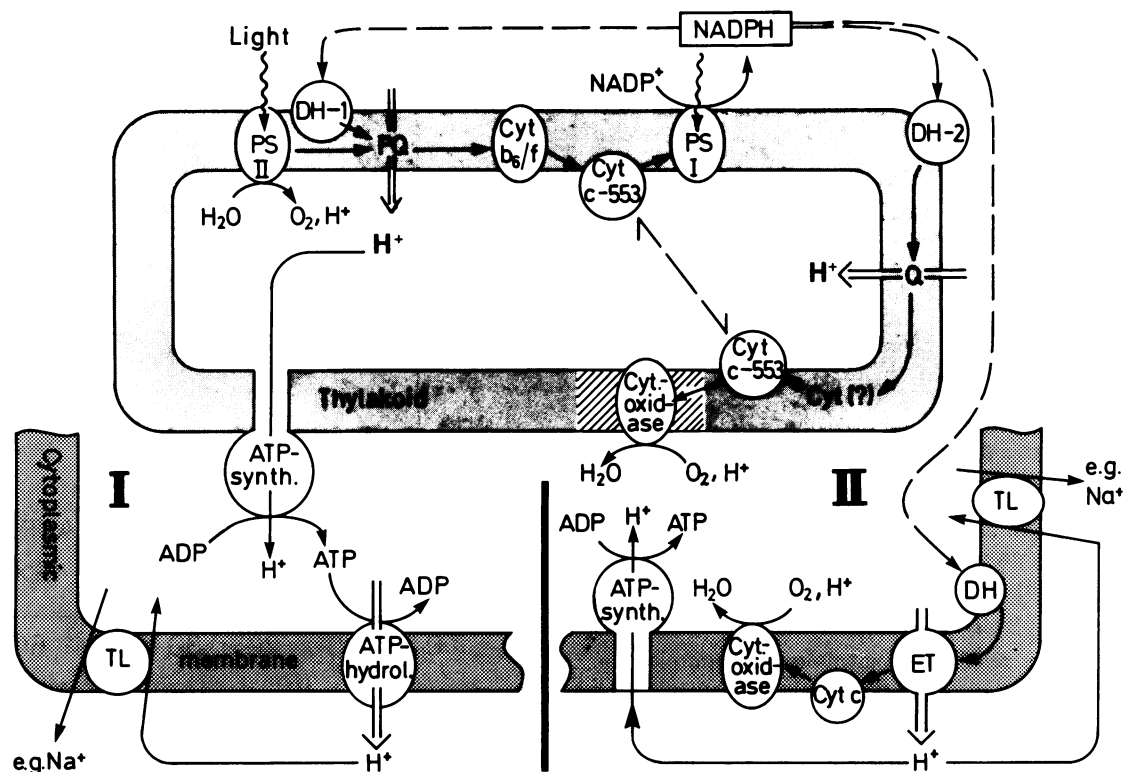 Light
NADPH
NADP⁺
DH-1
DH-2
PS
II
PQ
Cyt
b₆/f
Cyt
c-553
PS
I
H₂O
O₂, H⁺
H⁺
H⁺
Q
Cyt
c-553
Cyt (?)
Thylakoid
Cyt.-
oxid-
ase
H₂O
O₂, H⁺
Cytoplasmic
I
ATP-
synth.
ADP
H⁺
ATP
ADP
TL
membrane
ATP-
hydrol.
e.g. Na⁺
H⁺
II
e.g.
Na⁺
TL
ADP
H⁺
ATP
ATP-
synth.
H₂O
O₂, H⁺
DH
Cyt.-
oxid-
ase
Cyt c
ET
H⁺